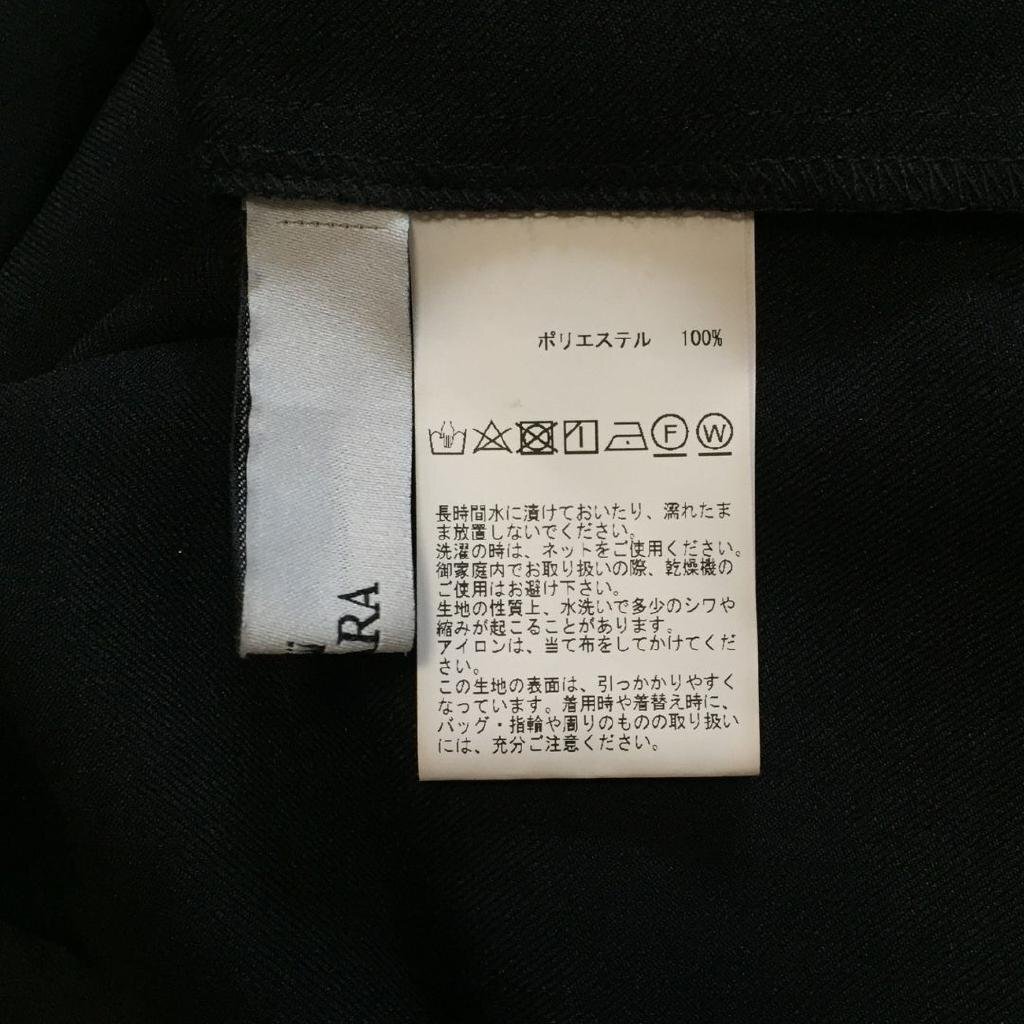 ポリエステル 100%
F W
長時間水に漬けておいたり、濡れたま
ま放置しないでください。
洗濯の時は、ネットをご使用ください。
御家庭内でお取り扱いの際、乾燥機の
ご使用はお避け下さい。
生地の性質上、水洗いで多少のシワや
縮みが起こることがあります。
アイロンは、当て布をしてかけてくだ
さい。
この生地の表面は、引っかかりやすく
なっています。着用時や着替え時に、
バッグ・指輪や周りのものの取り扱い
には、充分ご注意ください。
RA